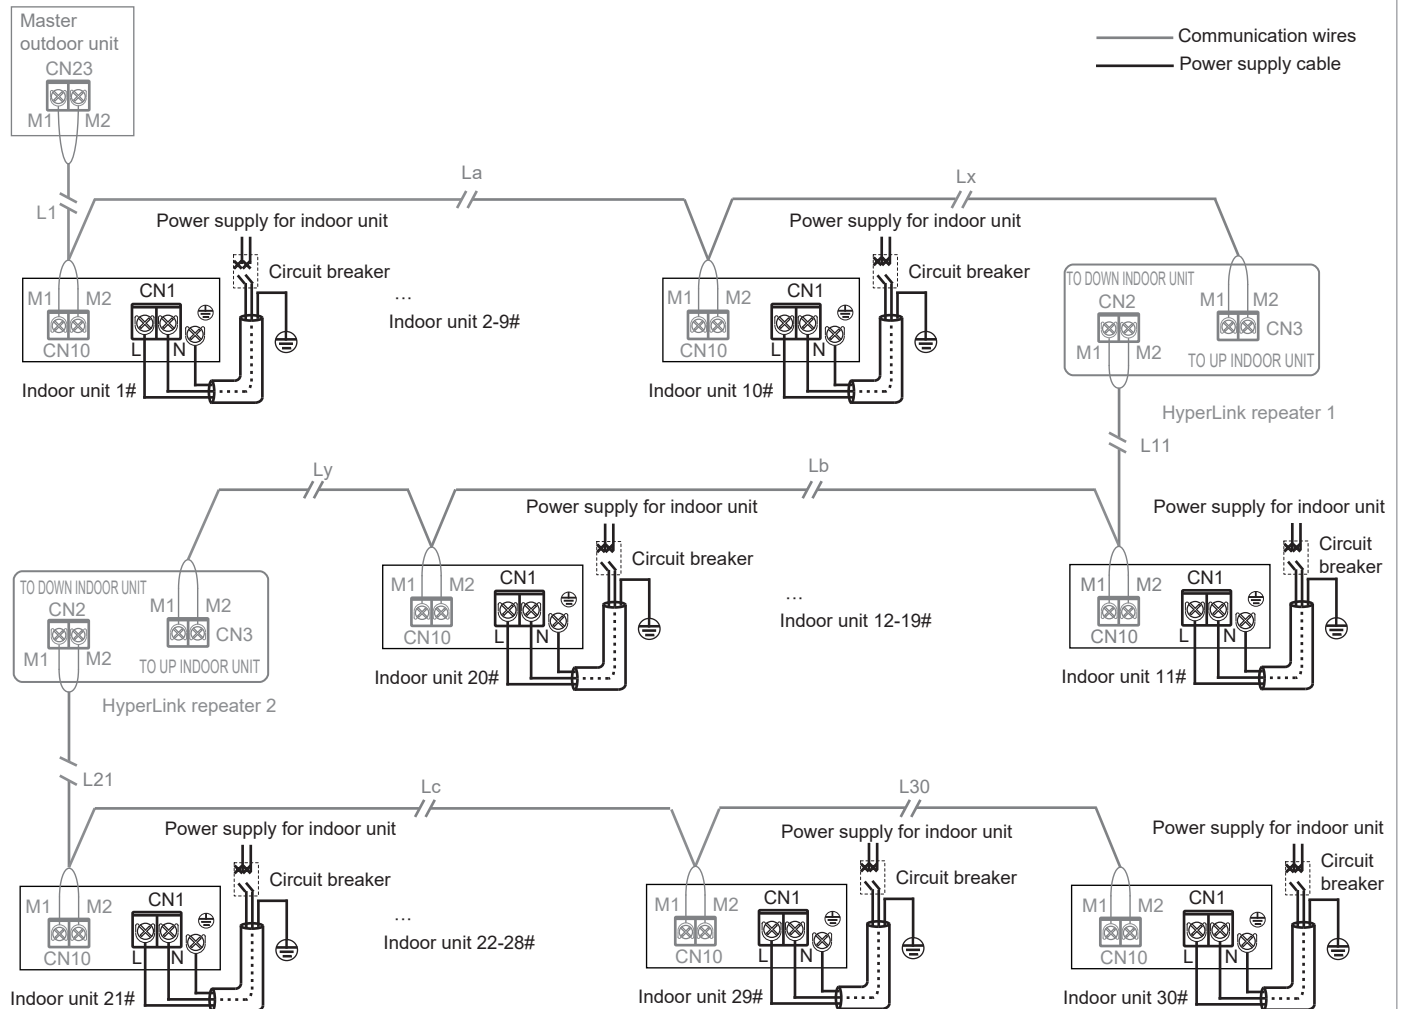 Master
outdoor unit
CN23
M1 M2
Communication wires
Power supply cable
L1
La
Lx
Power supply for indoor unit
Circuit breaker
M1 M2
CN1
CN10
L N
Indoor unit 1#
...
Indoor unit 2-9#
Power supply for indoor unit
Circuit breaker
M1 M2
CN1
CN10
L N
Indoor unit 10#
TO DOWN INDOOR UNIT
CN2
M1 M2
M1 M2
CN3
TO UP INDOOR UNIT
HyperLink repeater 1
L11
Ly
Lb
TO DOWN INDOOR UNIT
CN2
M1 M2
M1 M2
CN3
TO UP INDOOR UNIT
HyperLink repeater 2
Power supply for indoor unit
Circuit breaker
M1 M2
CN1
CN10
L N
Indoor unit 20#
...
Indoor unit 12-19#
Power supply for indoor unit
Circuit
breaker
M1 M2
CN1
CN10
L N
Indoor unit 11#
L21
Lc
L30
Power supply for indoor unit
Circuit breaker
M1 M2
CN1
CN10
L N
Indoor unit 21#
...
Indoor unit 22-28#
Power supply for indoor unit
Circuit breaker
M1 M2
CN1
CN10
L N
Indoor unit 29#
Power supply for indoor unit
Circuit
breaker
M1 M2
CN1
CN10
L N
Indoor unit 30#